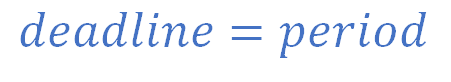 deadline = period